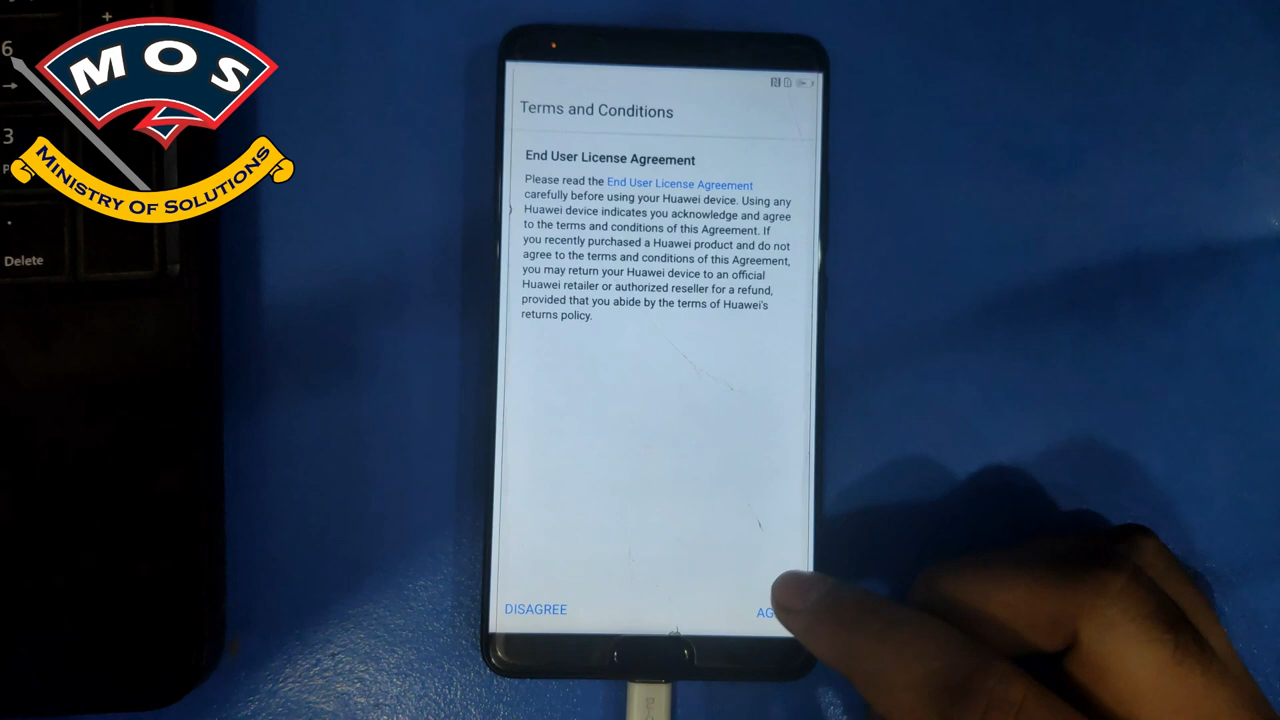 MOS
MINISTRY OF SOLUTIONS
6
3
Delete
Terms and Conditions
End User License Agreement
Please read the End User License Agreement
carefully before using your Huawei device. Using any
Huawei device indicates you acknowledge and agree
to the terms and conditions of this Agreement. If
you recently purchased a Huawei product and do not
agree to the terms and conditions of this Agreement,
you may return your Huawei device to an official
Huawei retailer or authorized reseller for a refund,
provided that you abide by the terms of Huawei's
returns policy.
DISAGREE
AG